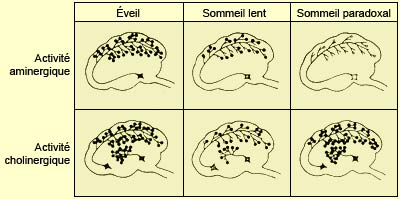 Éveil
Sommeil lent
Sommeil paradoxal
Activité
aminergique
Activité
cholinergique